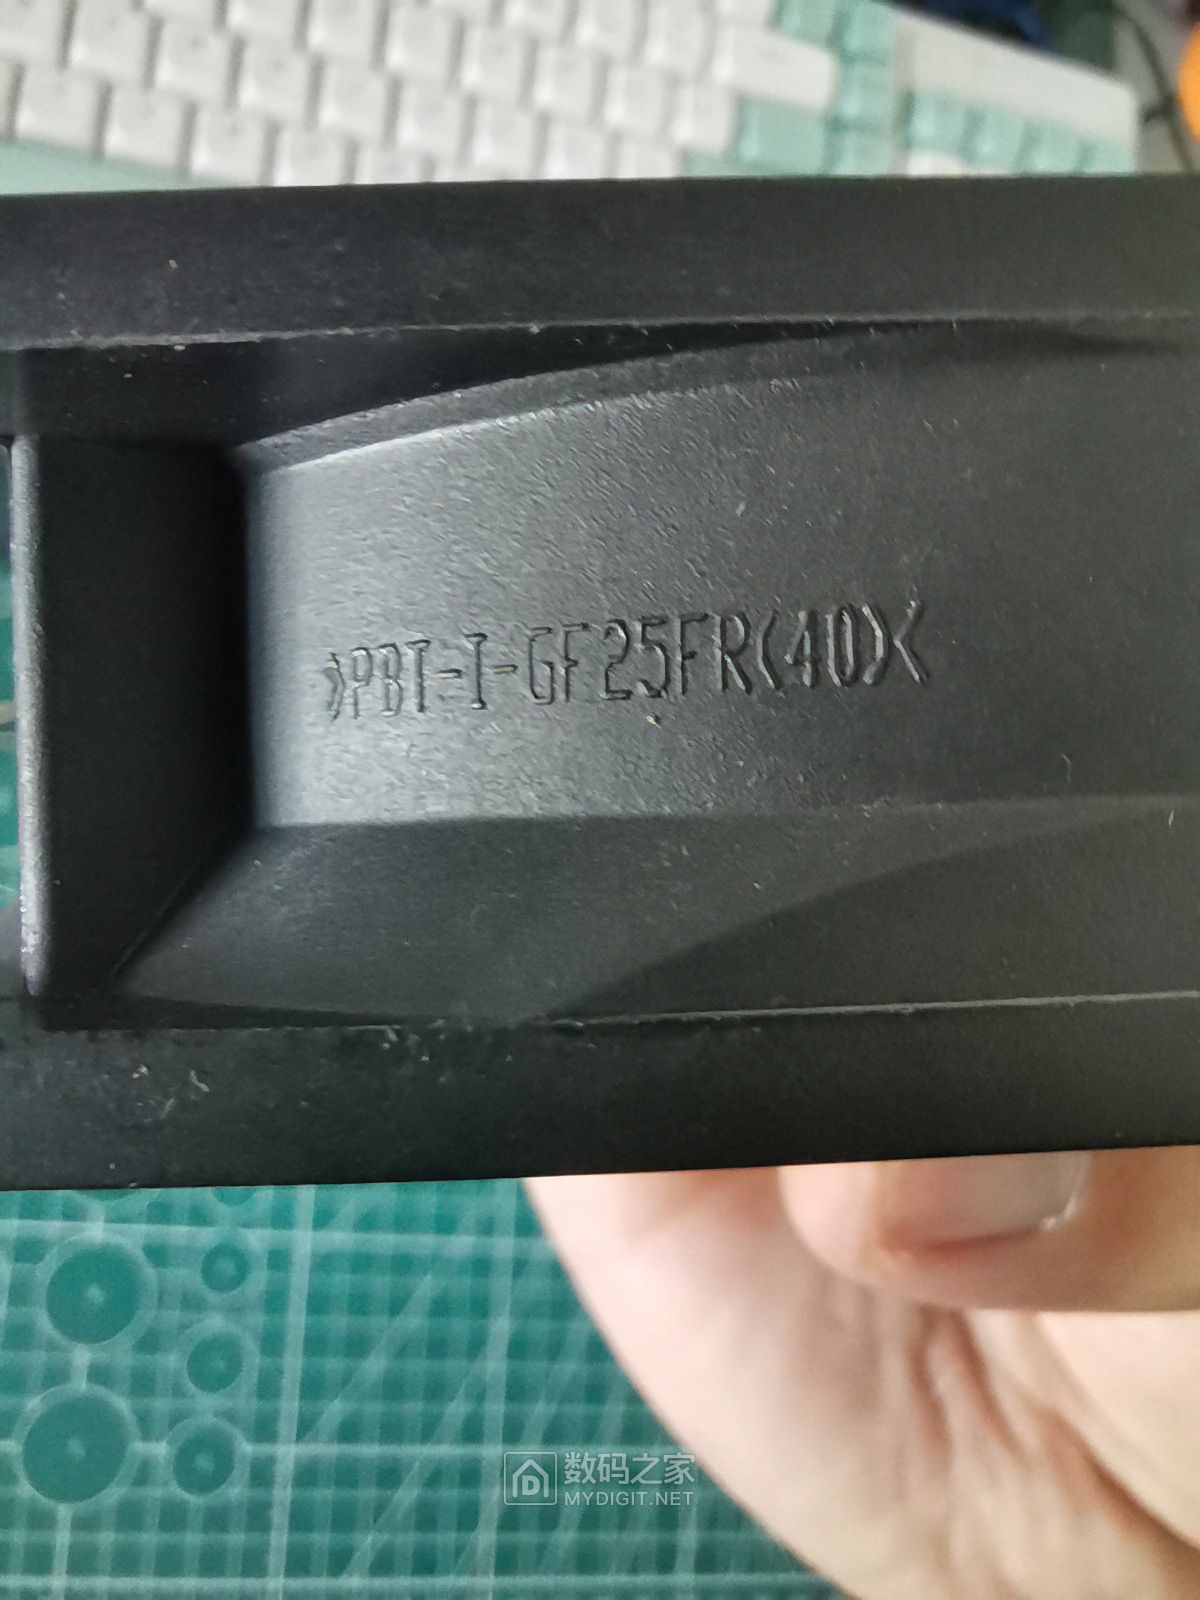 >PBT-I-GF25FR(40)<
数码之家
MYDIGIT.NET